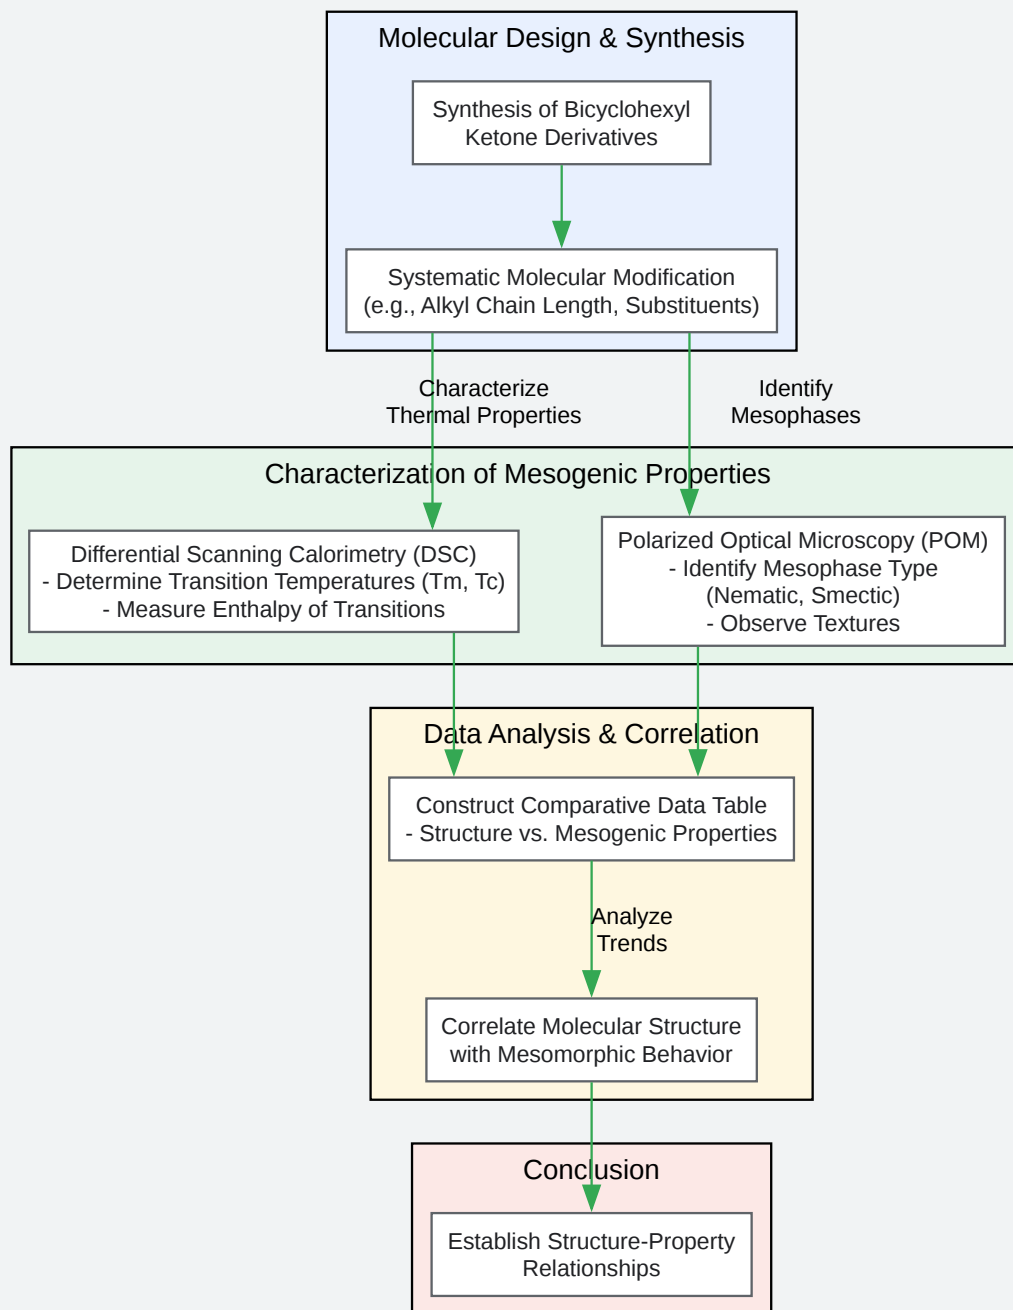 Molecular Design & Synthesis
Synthesis of Bicyclohexyl
Ketone Derivatives
Systematic Molecular Modification
(e.g., Alkyl Chain Length, Substituents)
Characterize
Thermal Properties
Identify
Mesophases
Characterization of Mesogenic Properties
Differential Scanning Calorimetry (DSC)
- Determine Transition Temperatures (Tm, Tc)
- Measure Enthalpy of Transitions
Polarized Optical Microscopy (POM)
- Identify Mesophase Type
(Nematic, Smectic)
- Observe Textures
Data Analysis & Correlation
Construct Comparative Data Table
- Structure vs. Mesogenic Properties
Analyze
Trends
Correlate Molecular Structure
with Mesomorphic Behavior
Conclusion
Establish Structure-Property
Relationships